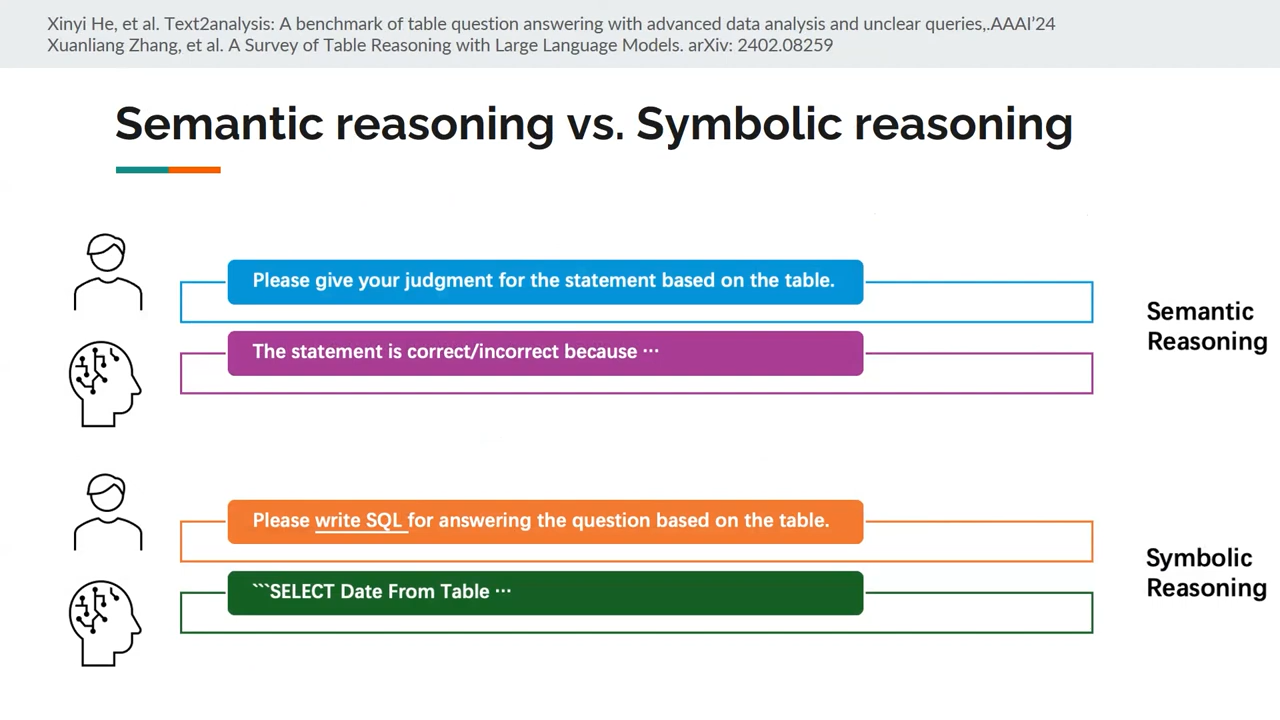 Xinyi He, et al. Text2analysis: A benchmark of table question answering with advanced data analysis and unclear queries,.AAAI’24
Xuanliang Zhang, et al. A Survey of Table Reasoning with Large Language Models. arXiv: 2402.08259
Semantic reasoning vs. Symbolic reasoning
Please give your judgment for the statement based on the table.
The statement is correct/incorrect because ···
Semantic
Reasoning
Please write SQL for answering the question based on the table.
```SELECT Date From Table ···
Symbolic
Reasoning